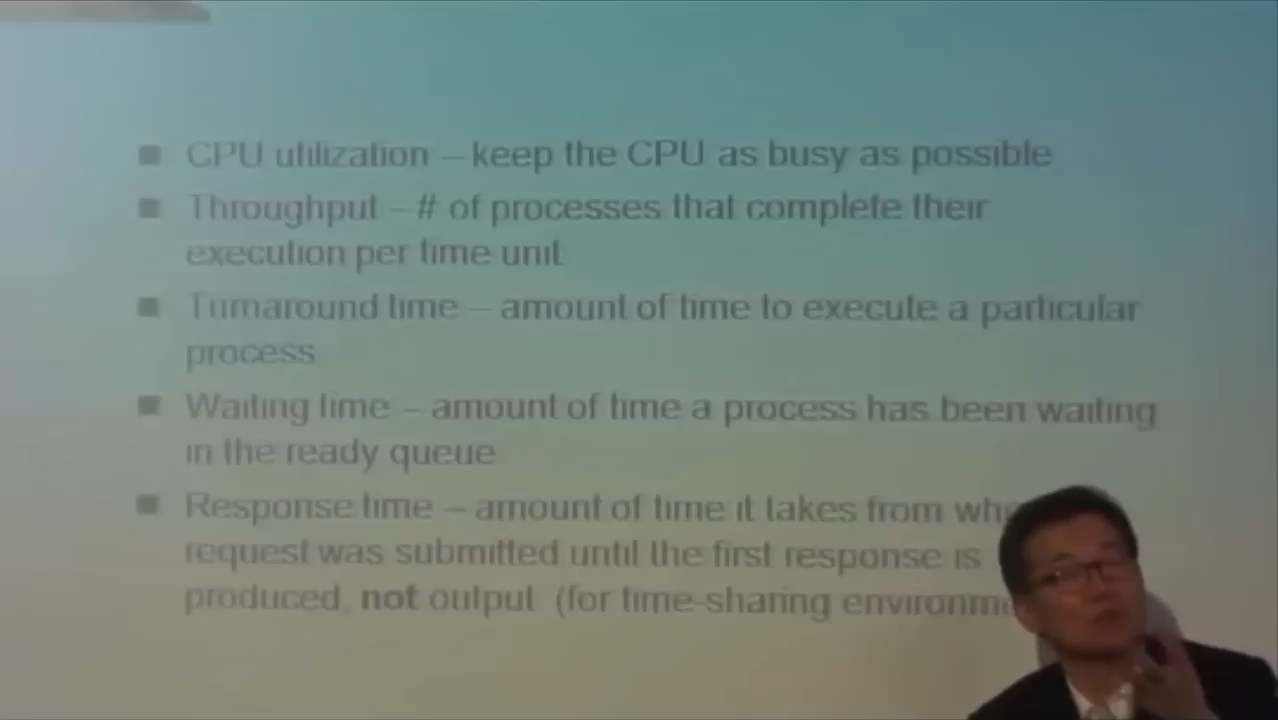 CPU utilization – keep the CPU as busy as possible
Throughput – # of processes that complete their
execution per time unit
Turnaround time – amount of time to execute a particular
process
Waiting time – amount of time a process has been waiting
in the ready queue
Response time – amount of time it takes from
request was submitted until the first response is
produced, not output (for time-sharing